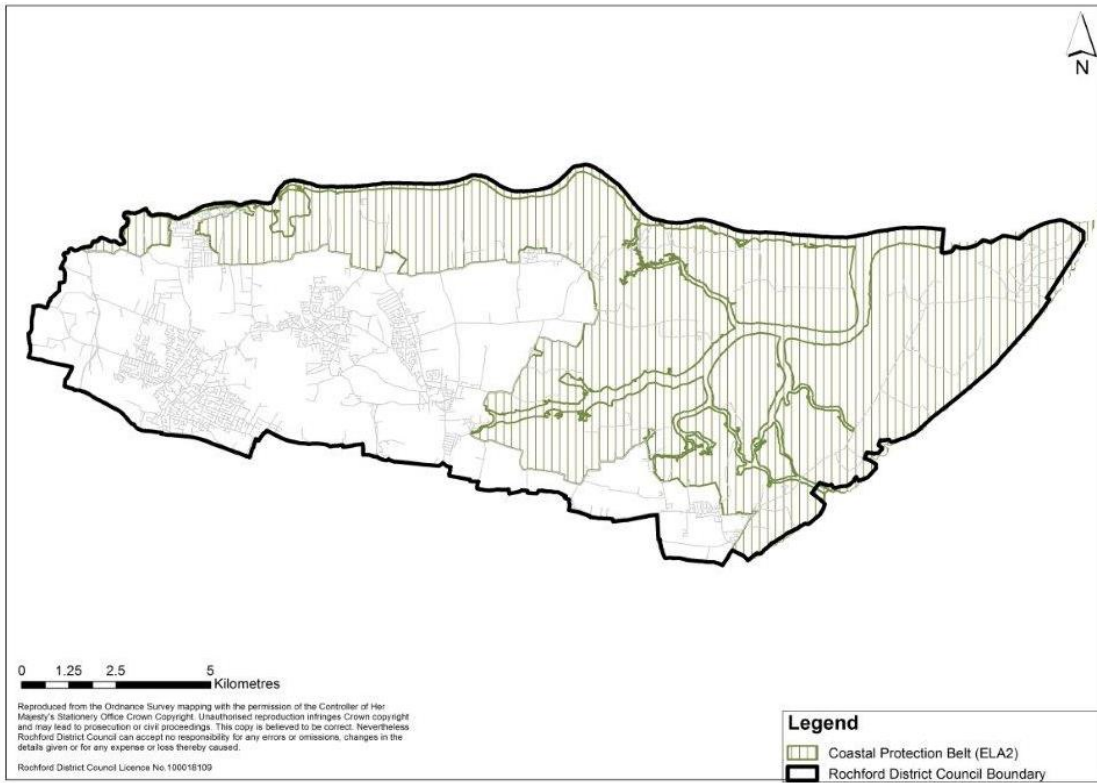 N
0 1.25 2.5 5
Kilometres
Reproduced from the Ordnance Survey mapping with the permission of the Controller of Her
Majesty's Stationery Office Crown Copyright. Unauthorised reproduction infringes Crown copyright
and may lead to prosecution or civil proceedings. This copy is believed to be correct. Nevertheless
Rochford District Council can accept no responsibility for any errors or omissions, changes in the
details given or for any expense or loss thereby caused.
Rochford District Council Licence No.100018109
Legend
Coastal Protection Belt (ELA2)
Rochford District Council Boundary